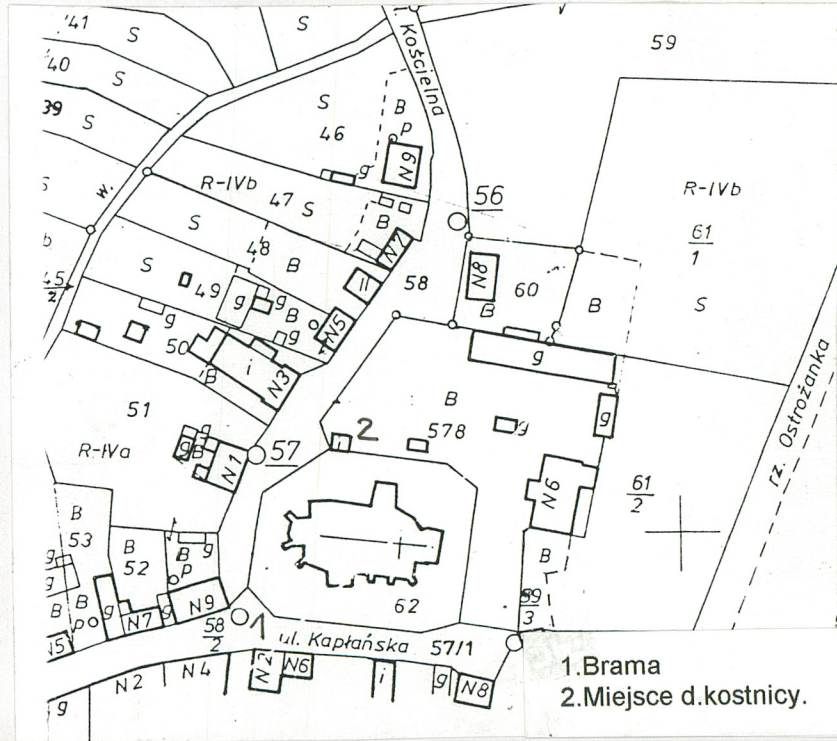 41
S
S
l. Kościelna
59
40
S
39
S
S
46
B
P
N9
g
R-IVb
w.
R-IVb
47
S
B
56
61
1
S
48
S
B
N7
58
N8
60
B
B
S
45
2
49
g
g
B
g
II
N5
g
50
B
i
N3
g
B
578
g
g
51
2
i
R-IVa
57
g
g
B
N1
N6
61
2
rz. Ostrożanka
B
53
B
52
B
g
P
g
g
B
B
P
g
N7
g
N9
N5
62
B
59
3
58
2
1
ul. Kapłańska
57/1
N2
N4
N2
N6
i
g
N8
g
1.Brama
2.Miejsce d.kostnicy.